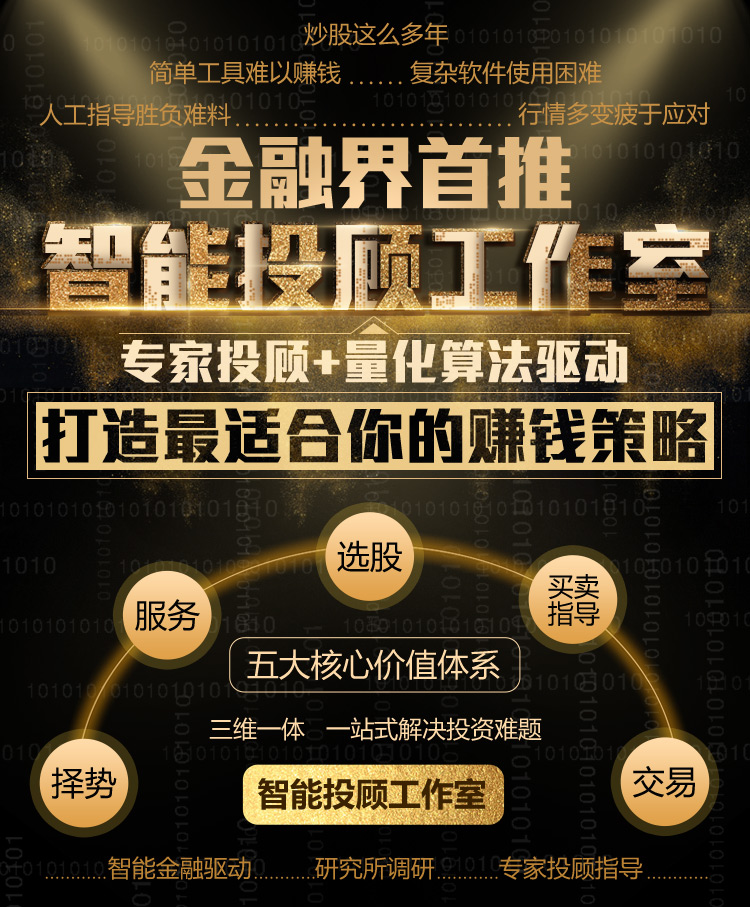 炒股这么多年
简单工具难以赚钱......复杂软件使用困难
人工指导胜负难料............................行情多变疲于应对
金融界首推
智能投顾工作室
专家投顾+量化算法驱动
打造最适合你的赚钱策略
选股
服务
买卖
指导
五大核心价值体系
三维一体 一站式解决投资难题
择势
交易
智能投顾工作室
...........智能金融驱动...........研究所调研...........专家投顾指导...........